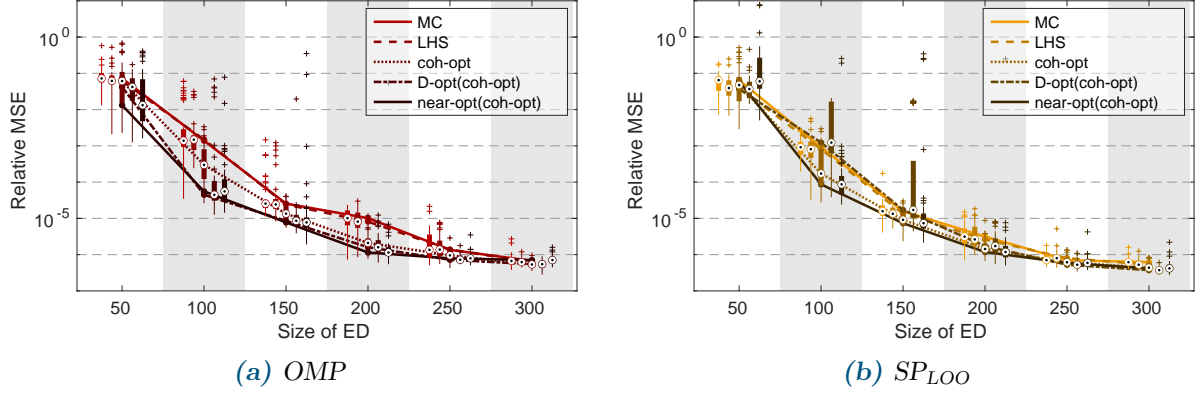 10^0
10^-5
Relative MSE
50 100 150 200 250 300
Size of ED
MC
LHS
coh-opt
D-opt(coh-opt)
near-opt(coh-opt)
(a) OMP
10^0
10^-5
Relative MSE
50 100 150 200 250 300
Size of ED
MC
LHS
coh-opt
D-opt(coh-opt)
near-opt(coh-opt)
(b) SP_LOO